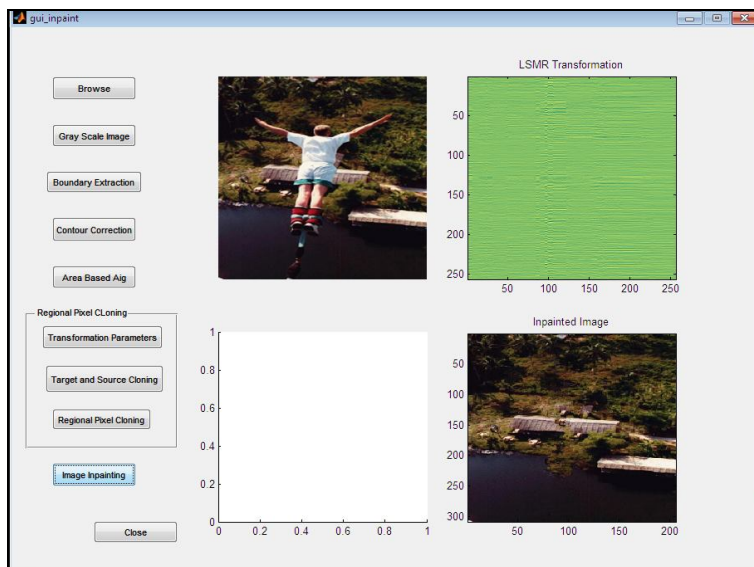 gui_inpaint
Browse
Gray Scale Image
Boundary Extraction
Contour Correction
Area Based Aig
Regional Pixel CLoning
Transformation Parameters
Target and Source Cloning
Regional Pixel Cloning
Image Inpainting
Close
LSMR Transformation
50
100
150
200
250
50 100 150 200 250
1
0.8
0.6
0.4
0.2
0
0 0.2 0.4 0.6 0.8 1
Inpainted Image
50
100
150
200
250
300
50 100 150 200